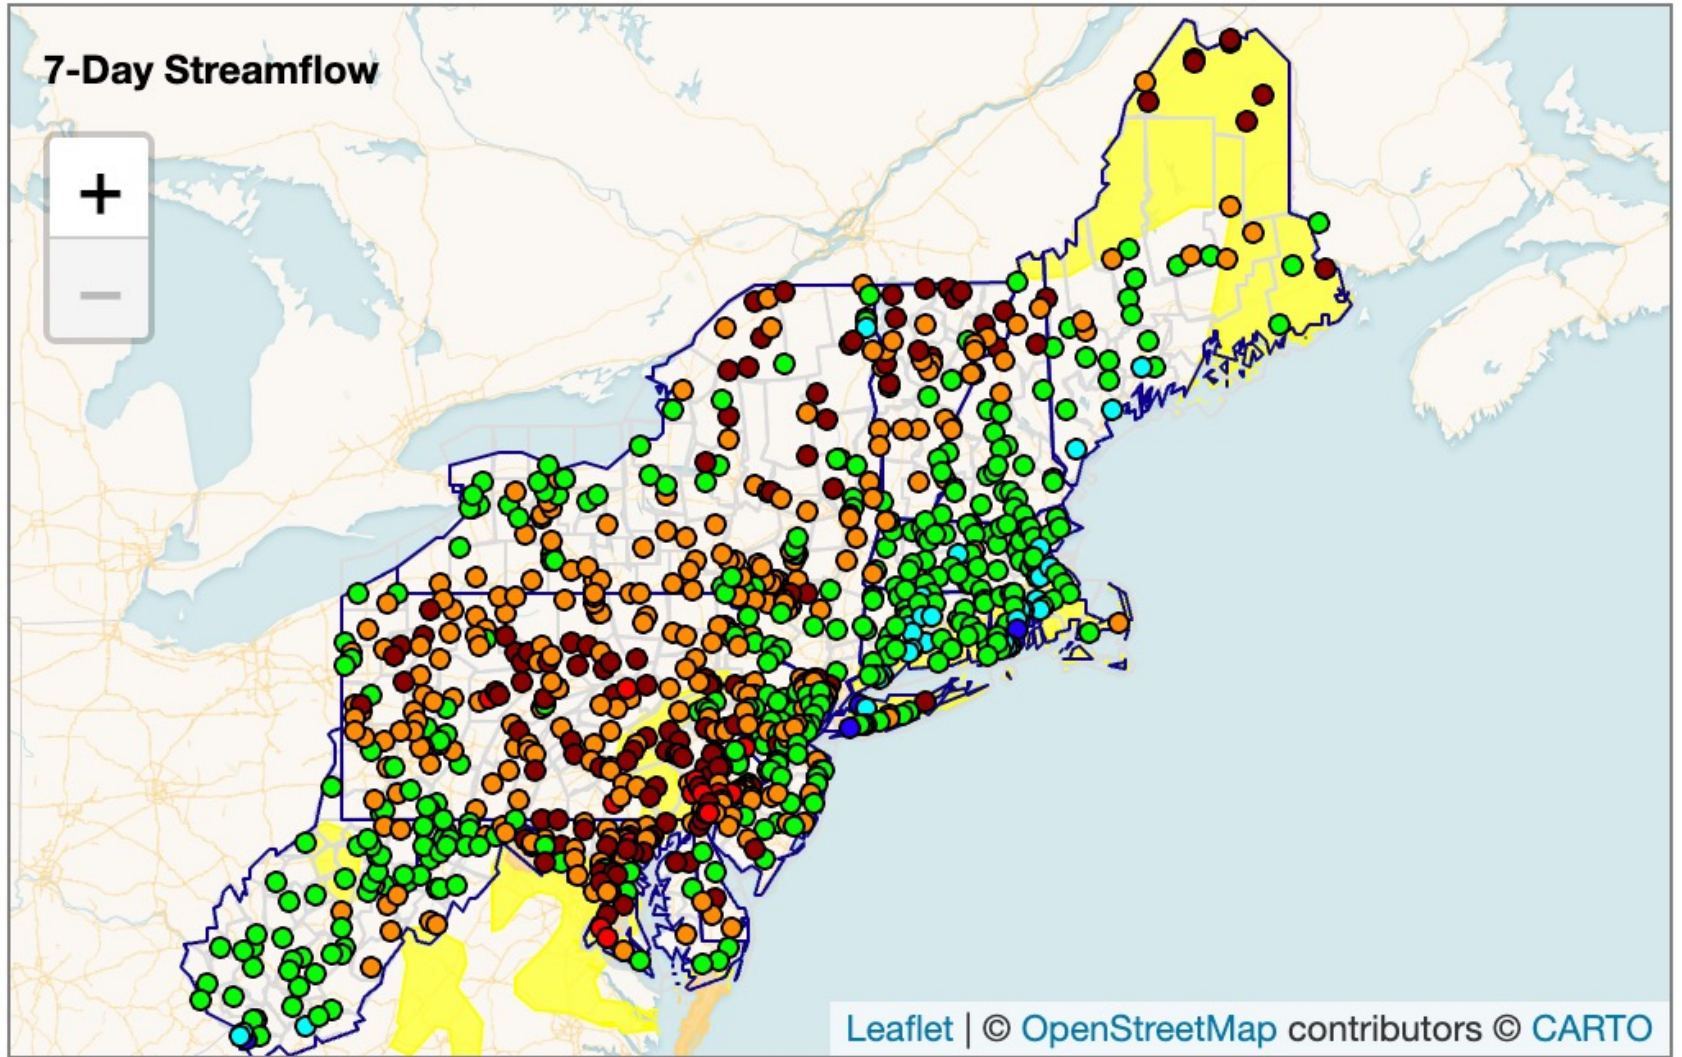 7-Day Streamflow
+
−
Leaflet | © OpenStreetMap contributors © CARTO